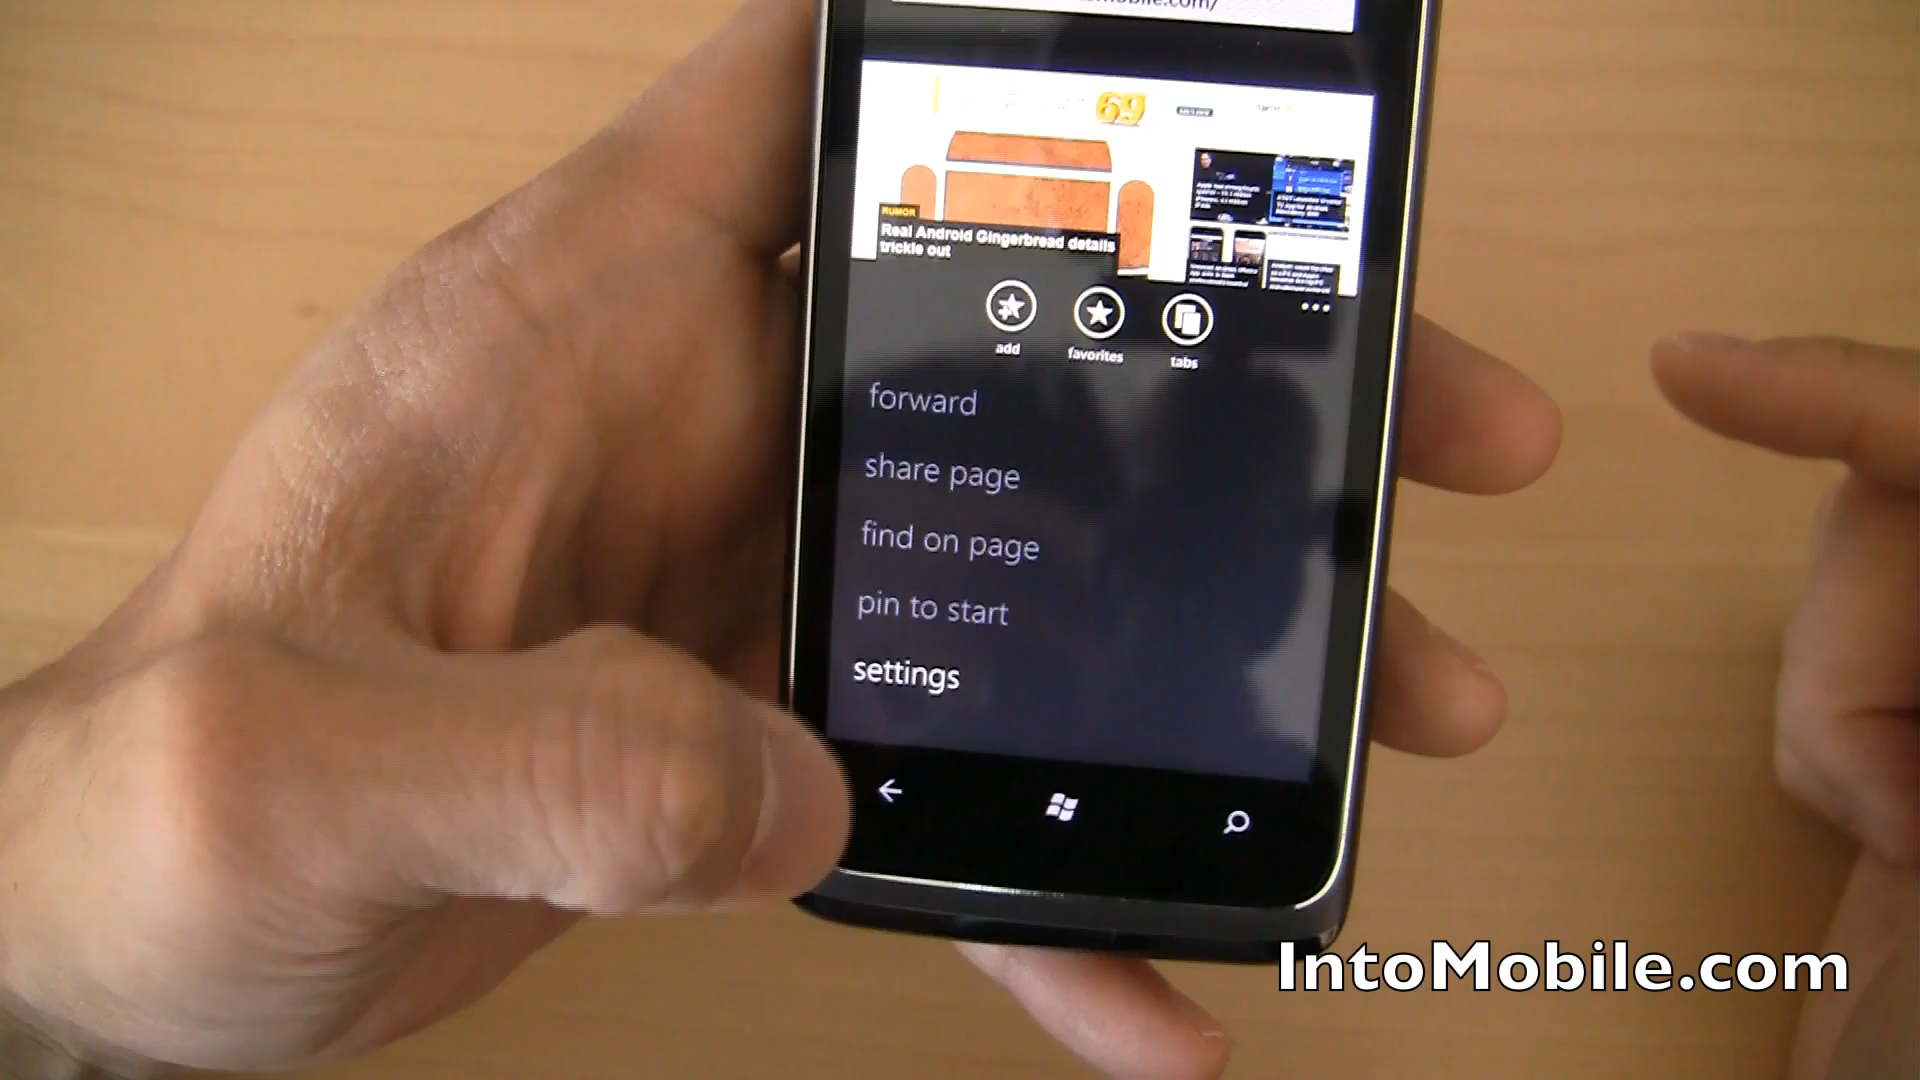 69
RUMOR
Real Android Gingerbread details
trickle out
add
favorites
tabs
forward
share page
find on page
pin to start
settings
IntoMobile.com